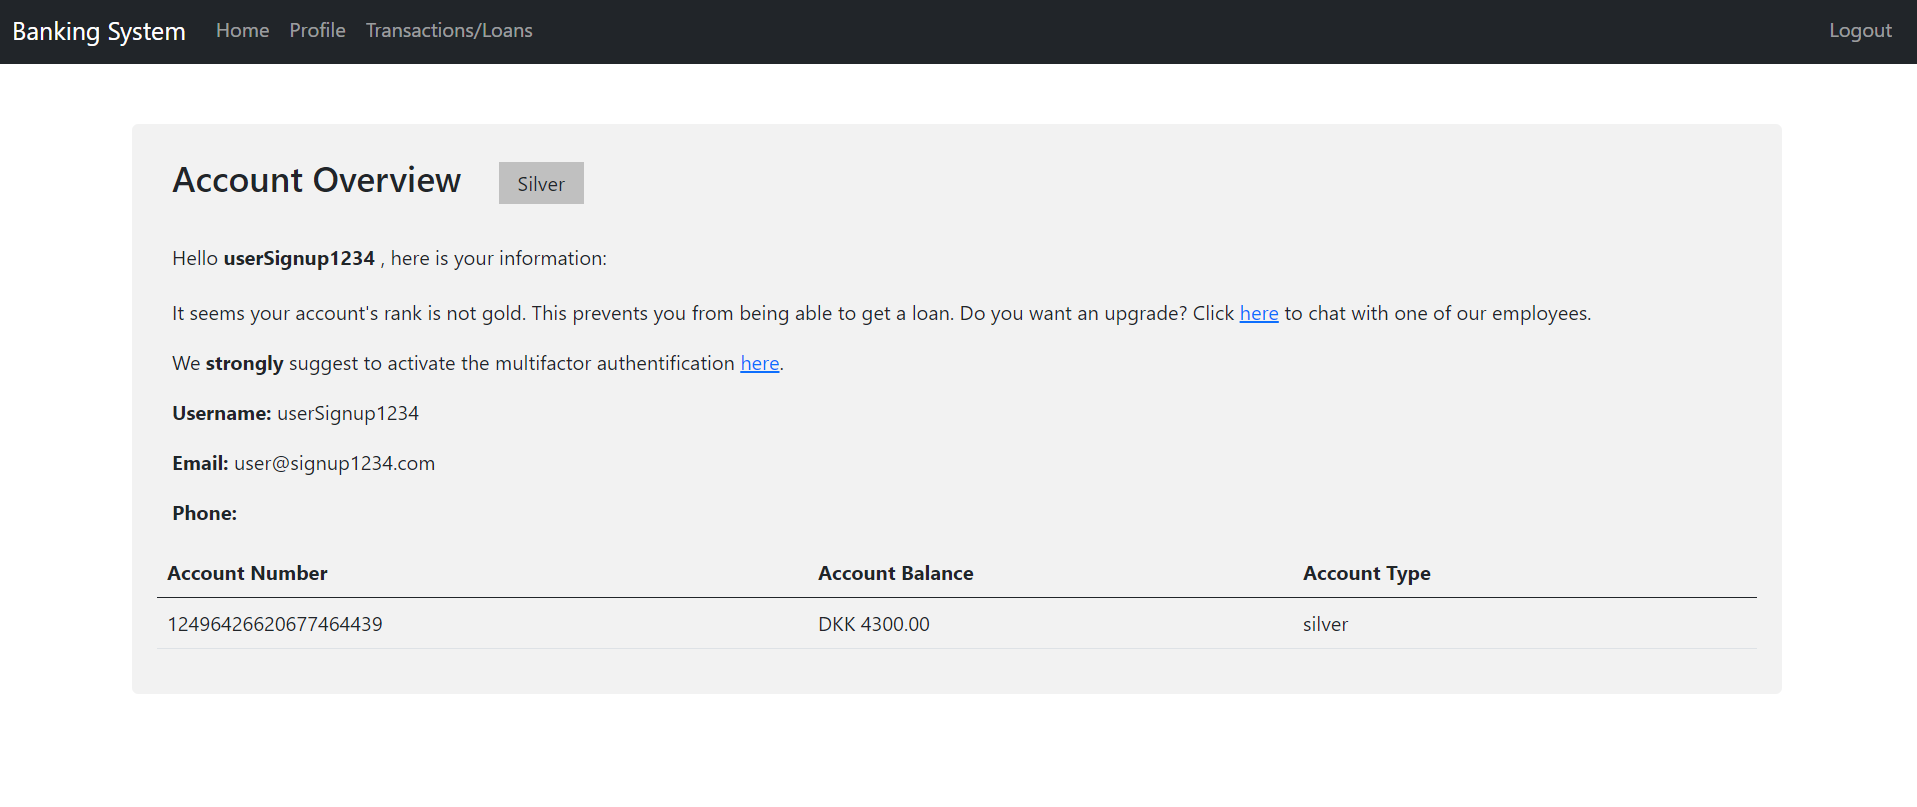 Banking System Home Profile Transactions/Loans Logout
Account Overview Silver
Hello userSignup1234 , here is your information:
It seems your account's rank is not gold. This prevents you from being able to get a loan. Do you want an upgrade? Click here to chat with one of our employees.
We strongly suggest to activate the multifactor authentification here.
Username: userSignup1234
Email: user@signup1234.com
Phone:
Account Number Account Balance Account Type
12496426620677464439 DKK 4300.00 silver